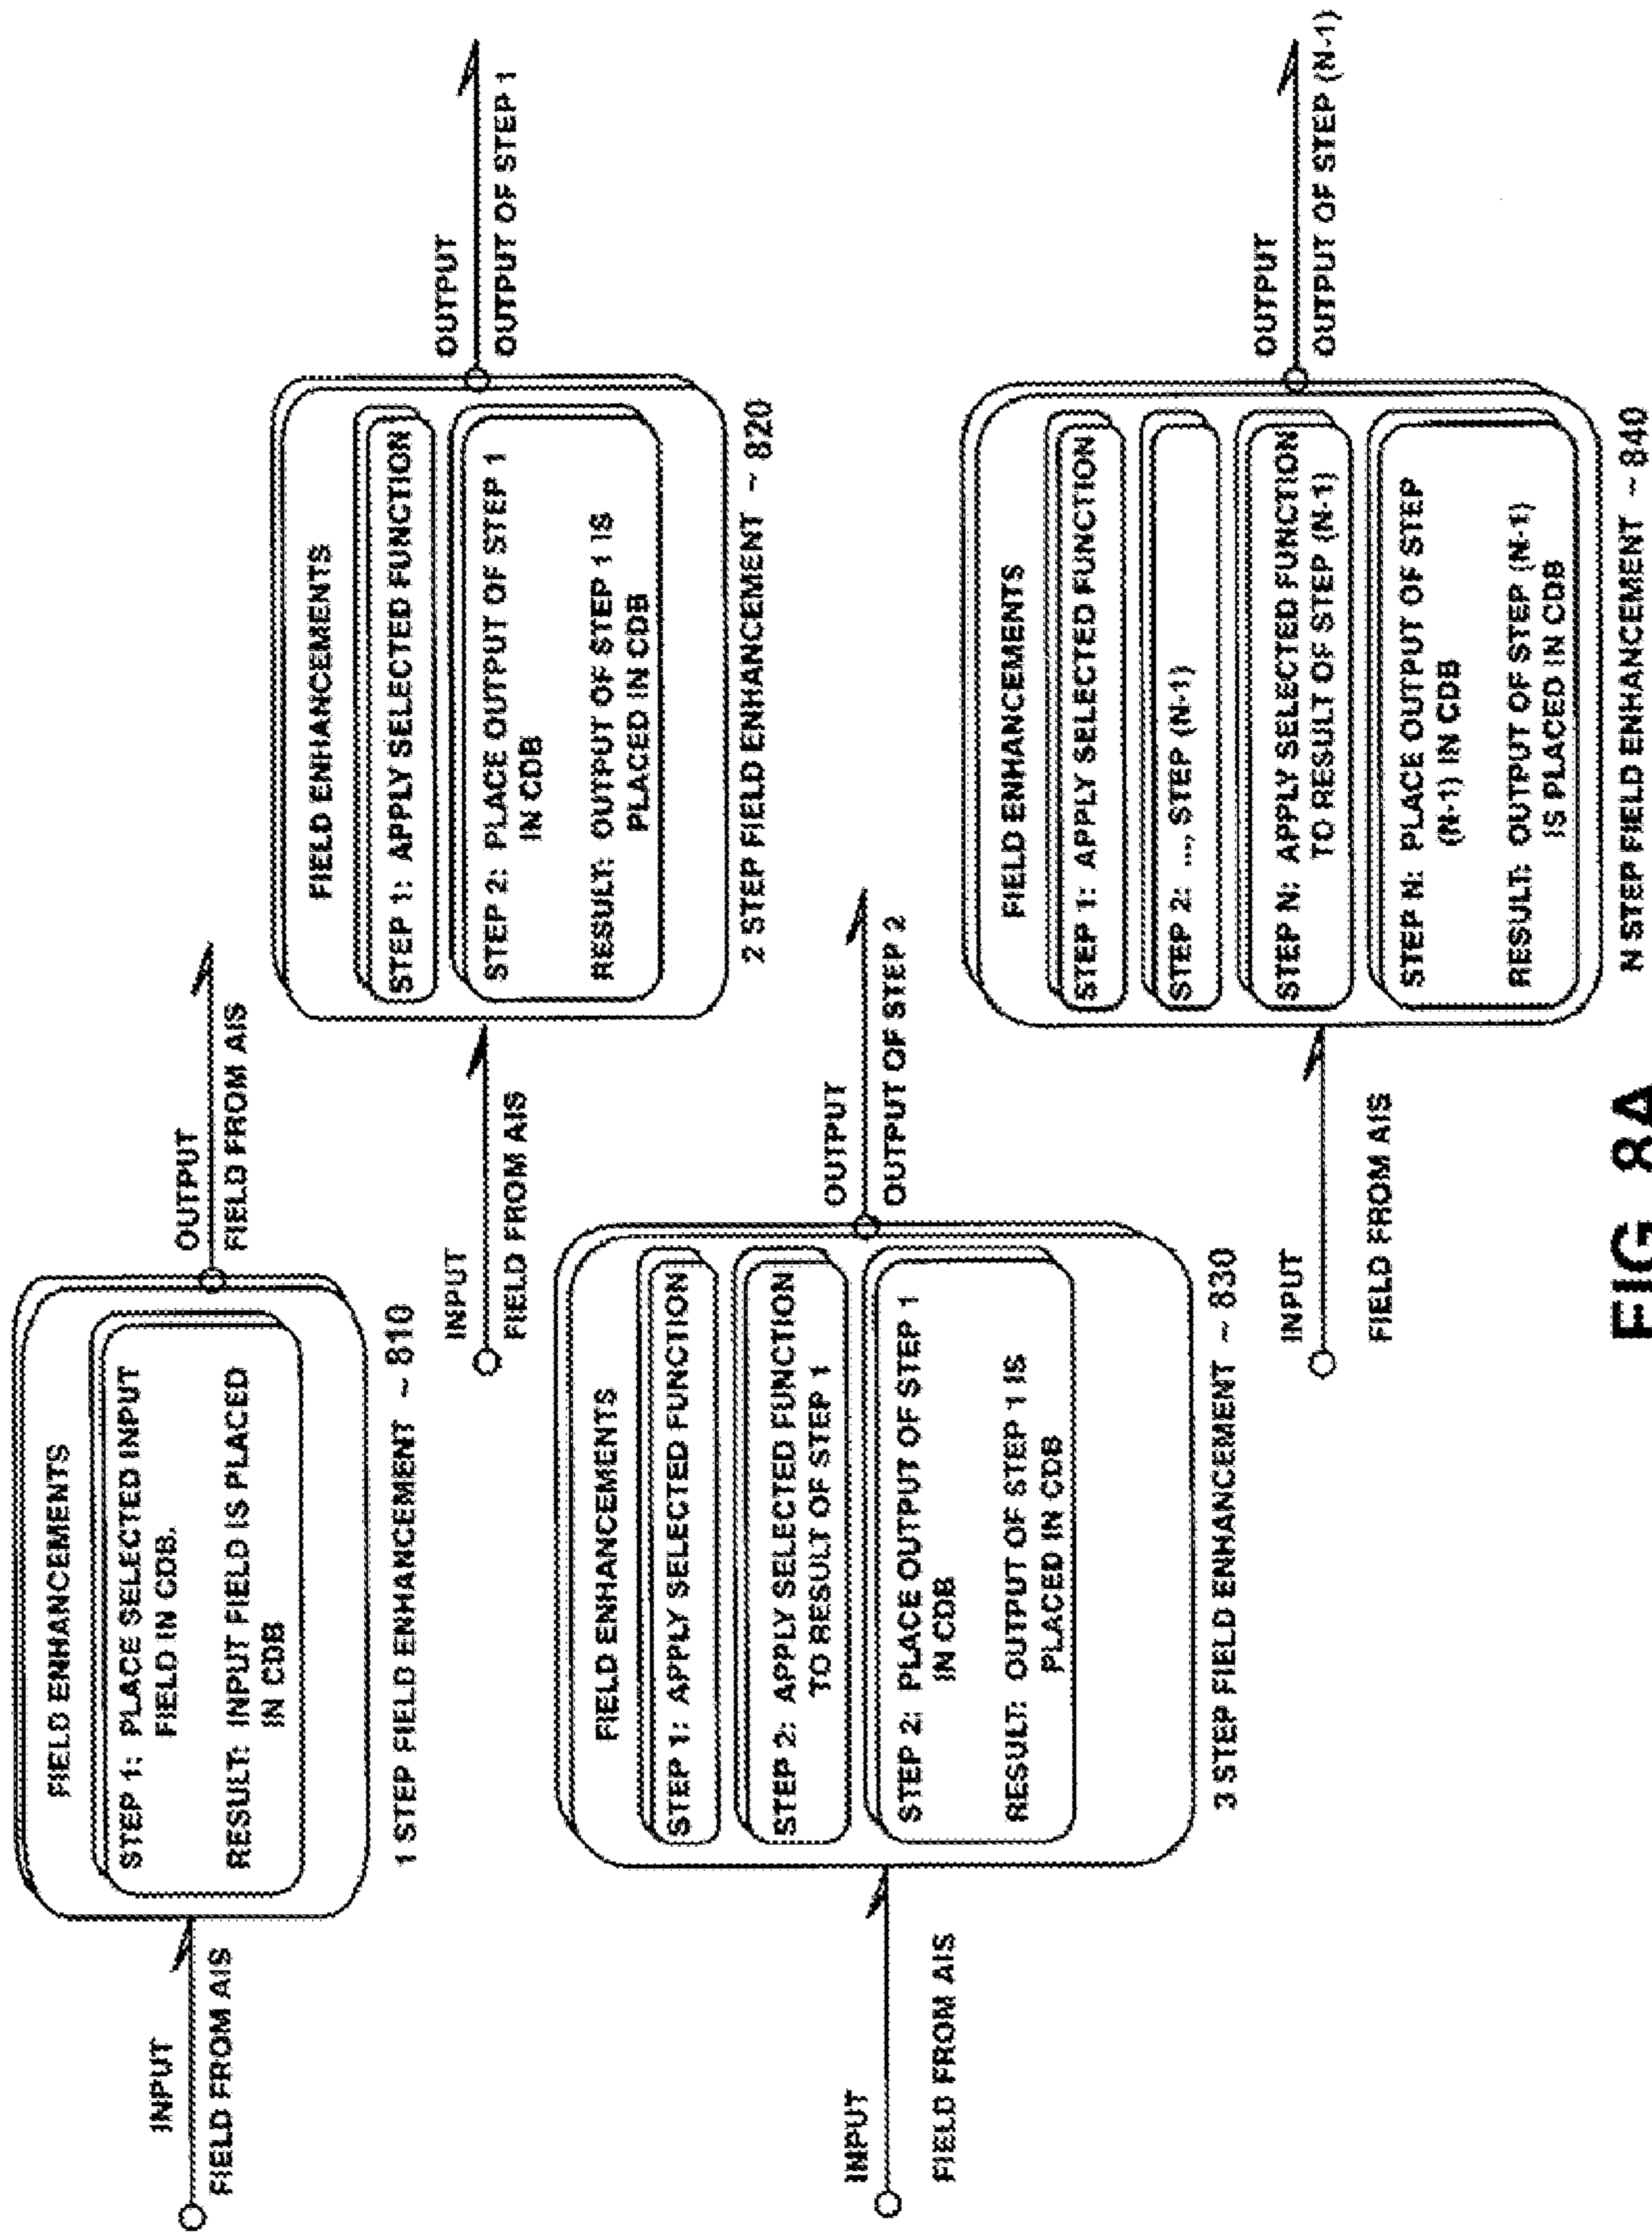 INPUT
FIELD FROM AIS
FIELD ENHANCEMENTS
STEP 1: PLACE SELECTED INPUT
FIELD IN CDB.
RESULT: INPUT FIELD IS PLACED
IN CDB
1 STEP FIELD ENHANCEMENT ~ 810
OUTPUT
FIELD FROM AIS
INPUT
FIELD FROM AIS
FIELD ENHANCEMENTS
STEP 1: APPLY SELECTED FUNCTION
STEP 2: PLACE OUTPUT OF STEP 1
IN CDB
RESULT: OUTPUT OF STEP 1 IS
PLACED IN CDB
2 STEP FIELD ENHANCEMENT ~ 820
OUTPUT
OUTPUT OF STEP 1
INPUT
FIELD FROM AIS
FIELD ENHANCEMENTS
STEP 1: APPLY SELECTED FUNCTION
STEP 2: APPLY SELECTED FUNCTION
TO RESULT OF STEP 1
STEP 2: PLACE OUTPUT OF STEP 1
IN CDB
RESULT: OUTPUT OF STEP 1 IS
PLACED IN CDB
3 STEP FIELD ENHANCEMENT ~ 830
OUTPUT
OUTPUT OF STEP 2
INPUT
FIELD FROM AIS
FIELD ENHANCEMENTS
STEP 1: APPLY SELECTED FUNCTION
STEP 2: ..., STEP (N-1)
STEP N: APPLY SELECTED FUNCTION
TO RESULT OF STEP (N-1)
STEP N: PLACE OUTPUT OF STEP
(N-1) IN CDB
RESULT: OUTPUT OF STEP (N-1)
IS PLACED IN CDB
N STEP FIELD ENHANCEMENT ~ 840
OUTPUT
OUTPUT OF STEP (N-1)
FIG. 8A